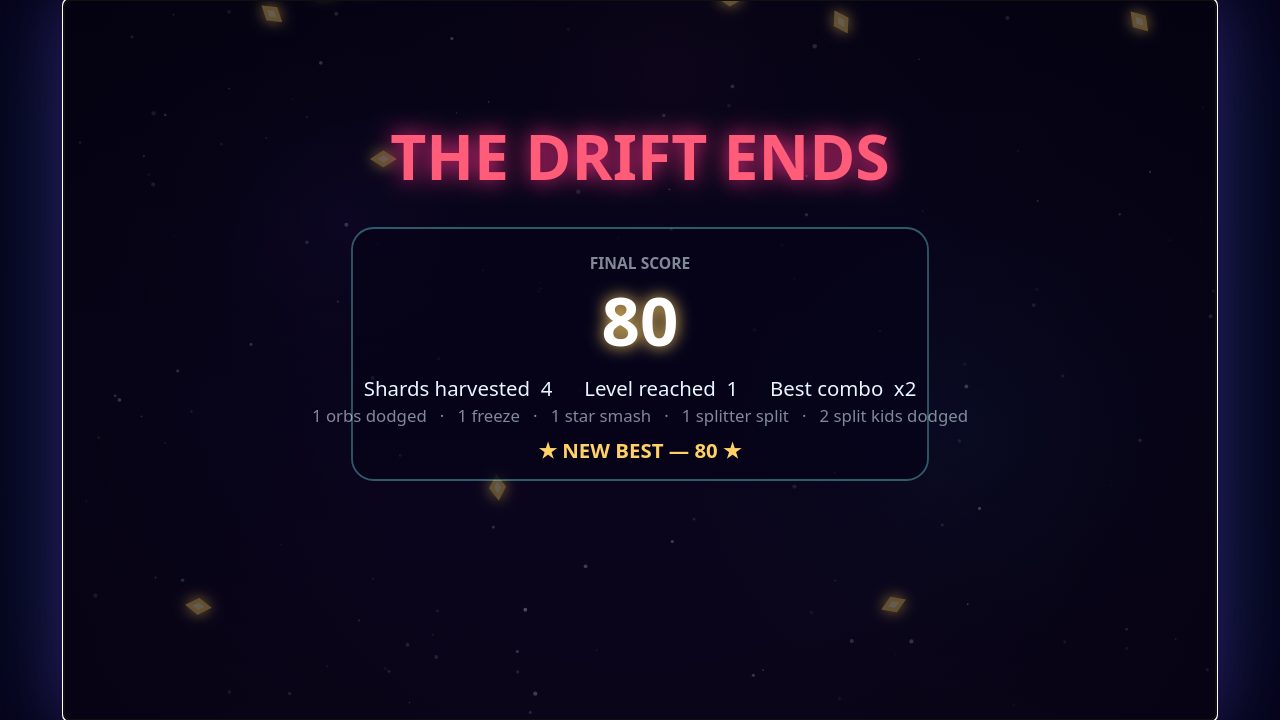 THE DRIFT ENDS
FINAL SCORE
80
Shards harvested 4 Level reached 1 Best combo x2
1 orbs dodged · 1 freeze · 1 star smash · 1 splitter split · 2 split kids dodged
★ NEW BEST — 80 ★